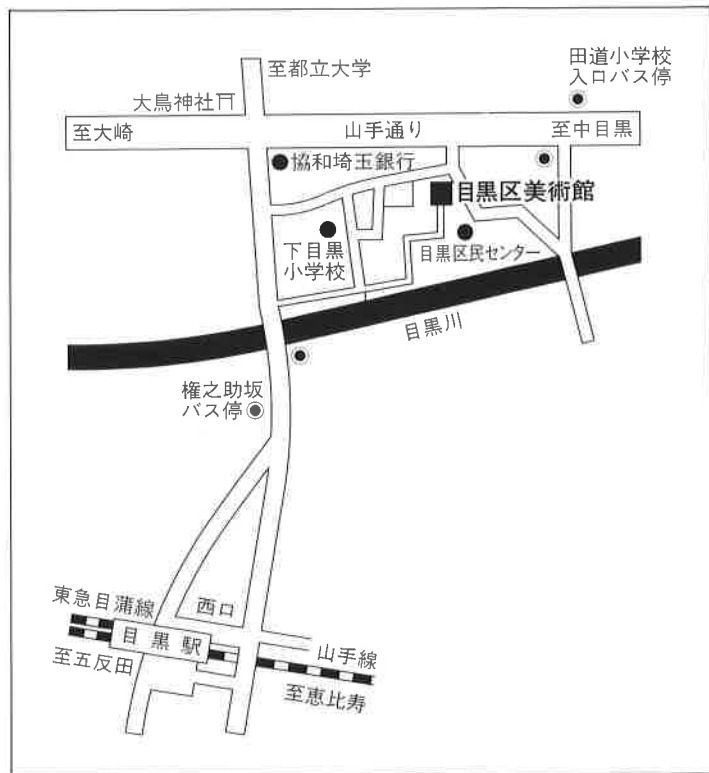 田道小学校
入口バス停
至都立大学
大鳥神社
至大崎
山手通り
至中目黒
協和埼玉銀行
目黒区美術館
下目黒
小学校
目黒区民センター
目黒川
権之助坂
バス停
東急目蒲線
西口
目黒駅
山手線
至五反田
至恵比寿